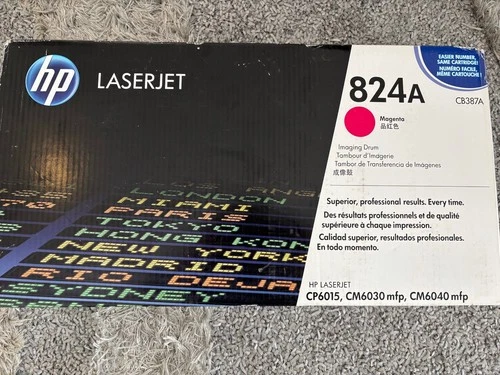 hp
LASERJET
824A
EASIER NUMBER,
SAME CARTRIDGE!
NUMÉRO FACILE,
MÊME CARTOUCHE!
CB387A
Magenta
品紅色
Imaging Drum
Tambour d'Imagerie
Tambor de Transferencia de Imágenes
成像鼓
Superior, professional results. Every time.
Des résultats professionnels et de qualité
supérieure à chaque impression.
Calidad superior, resultados profesionales.
En todo momento.
HP LASERJET
CP6015, CM6030 mfp, CM6040 mfp
LONDON
MIAMI
PARIS
TOKYO
HONG KONG
NEW YORK
MADRID
RIO DEJA
SYDNEY